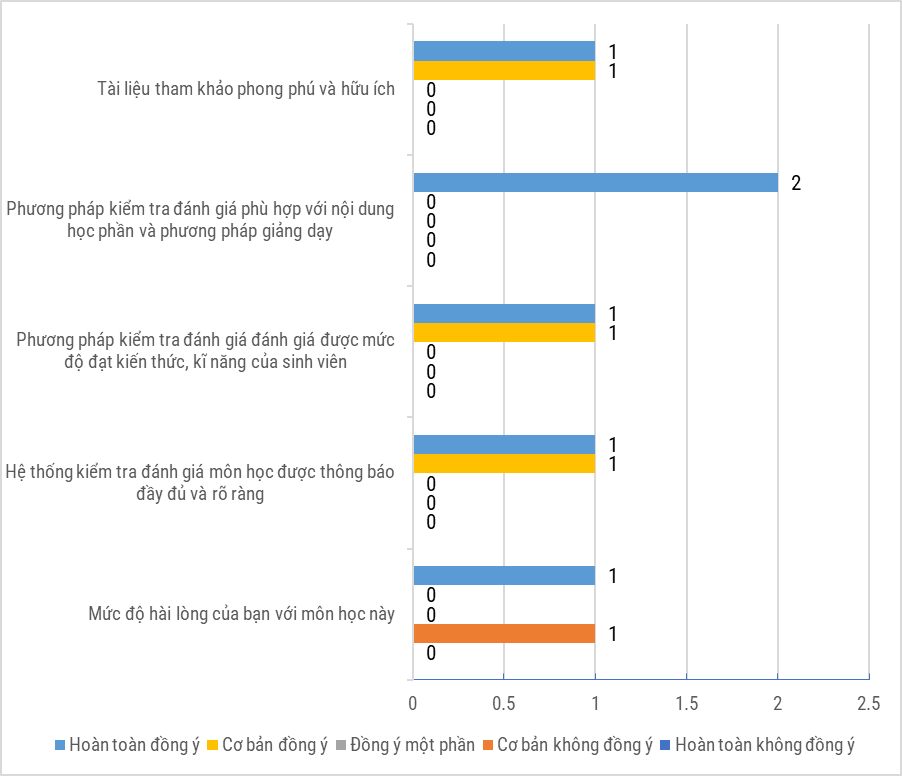 Tài liệu tham khảo phong phú và hữu ích
1
1
0
0
0
Phương pháp kiểm tra đánh giá phù hợp với nội dung
học phần và phương pháp giảng dạy
2
0
0
0
0
Phương pháp kiểm tra đánh giá đánh giá được mức
độ đạt kiến thức, kĩ năng của sinh viên
1
1
0
0
0
Hệ thống kiểm tra đánh giá môn học được thông báo
đầy đủ và rõ ràng
1
1
0
0
0
Mức độ hài lòng của bạn với môn học này
1
0
0
1
0
0 0.5 1 1.5 2 2.5
Hoàn toàn đồng ý Cơ bản đồng ý Đồng ý một phần Cơ bản không đồng ý Hoàn toàn không đồng ý